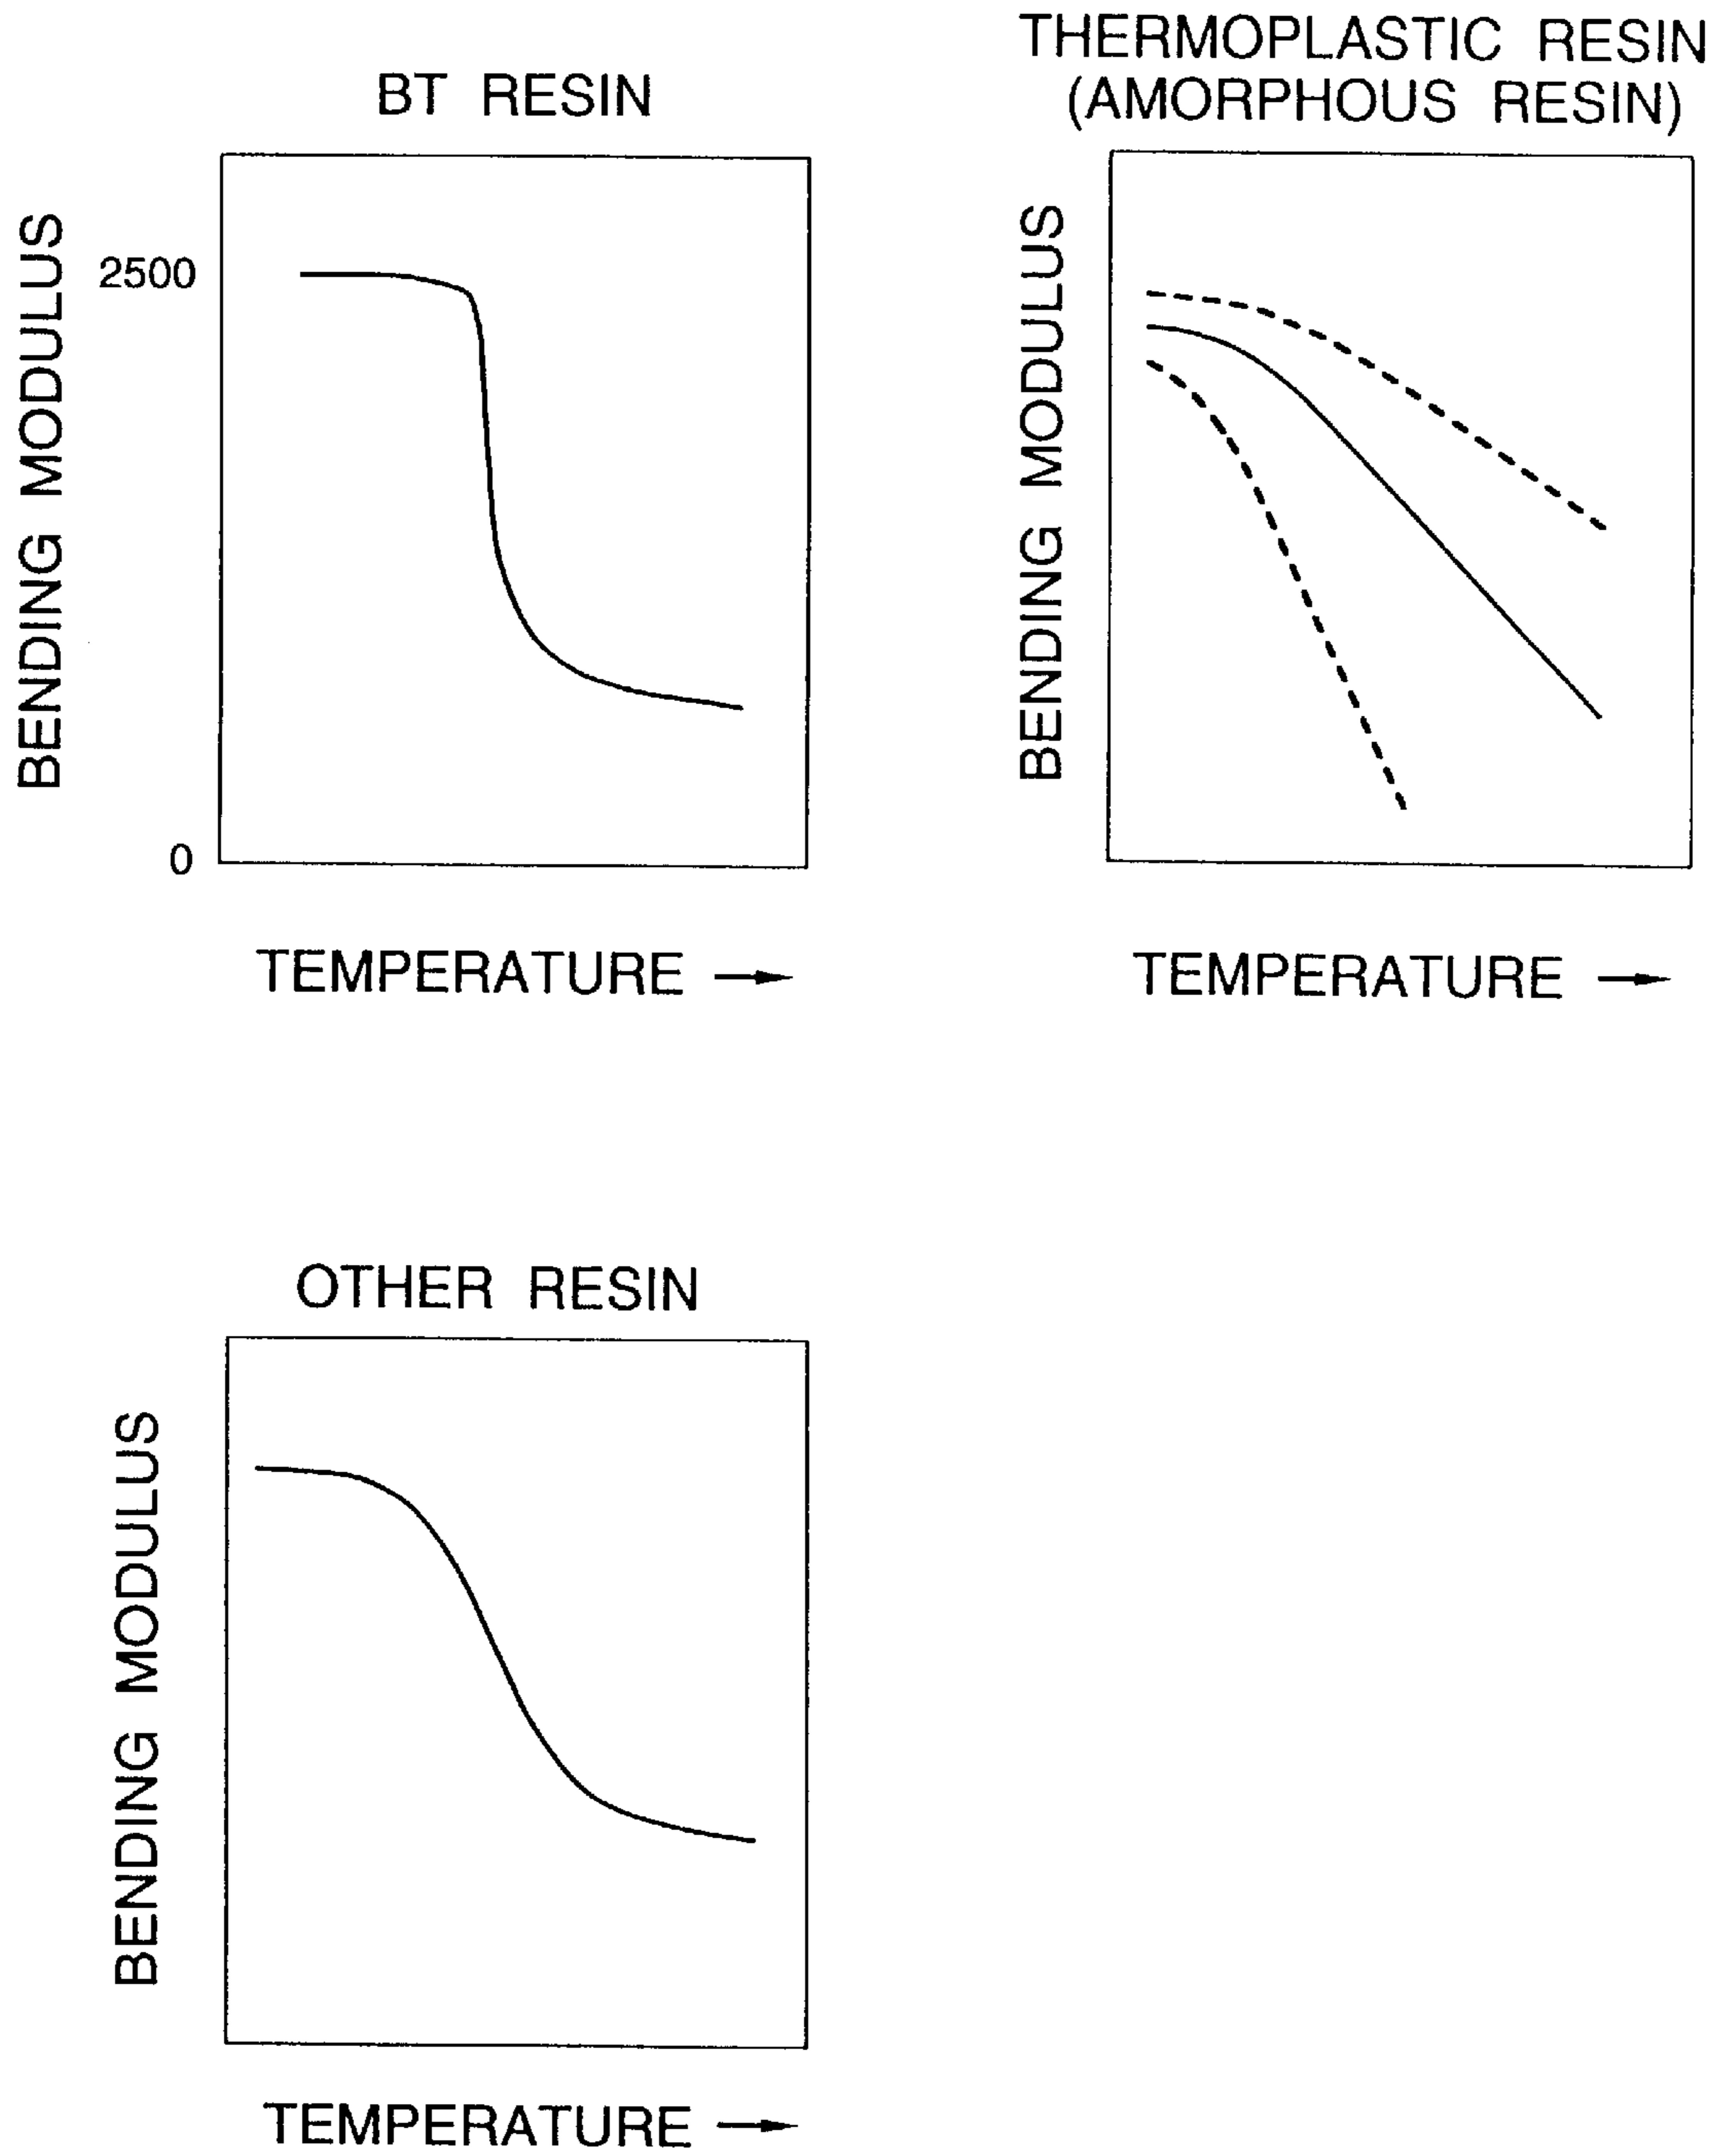 BT RESIN
BENDING MODULUS
2500
0
TEMPERATURE
THERMOPLASTIC RESIN
(AMORPHOUS RESIN)
BENDING MODULUS
TEMPERATURE
OTHER RESIN
BENDING MODULUS
TEMPERATURE